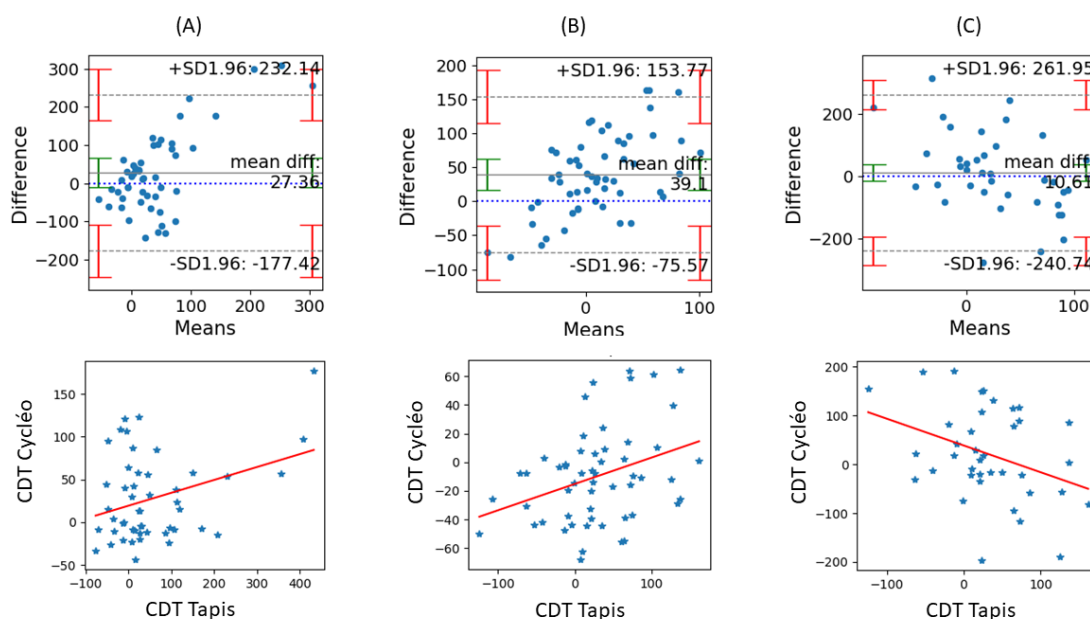 (A)
(B)
(C)
Difference
300
200
100
0
−100
−200
+SD1.96: 232.14
mean diff:
27.36
-SD1.96: -177.42
0
100
200
300
Means
Difference
200
150
100
50
0
−50
−100
+SD1.96: 153.77
mean diff:
39.1
-SD1.96: -75.57
0
100
Means
Difference
200
0
−200
+SD1.96: 261.95
mean diff:
10.61
-SD1.96: -240.74
0
100
Means
CDT Cycléo
150
100
50
0
−50
−100
0
100
200
300
400
CDT Tapis
CDT Cycléo
60
40
20
0
−20
−40
−60
−100
0
100
CDT Tapis
CDT Cycléo
200
100
0
−100
−200
−100
0
100
CDT Tapis